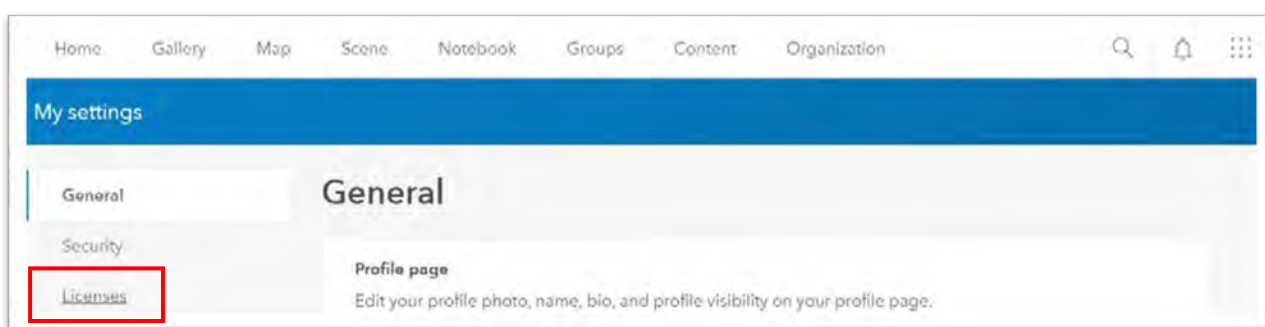 Home Gallery Map Scene Notebook Groups Content Organization
My settings
General
General
Security
Profile page
Licenses
Edit your profile photo, name, bio, and profile visibility on your profile page.